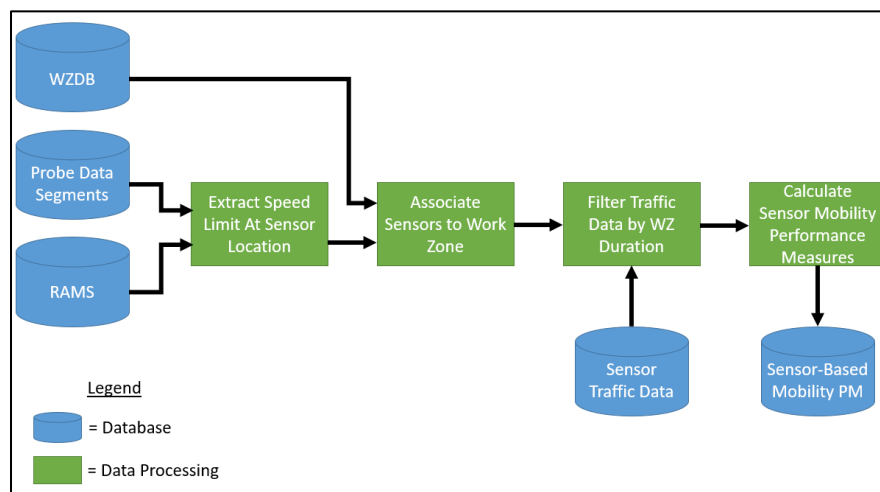 WZDB
Probe Data
Segments
RAMS
Extract Speed
Limit At Sensor
Location
Associate
Sensors to Work
Zone
Filter Traffic
Data by WZ
Duration
Calculate
Sensor Mobility
Performance
Measures
Sensor
Traffic Data
Sensor-Based
Mobility PM
Legend
= Database
= Data Processing